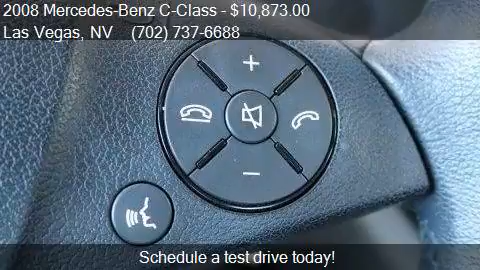 2008 Mercedes-Benz C-Class - $10,873.00
Las Vegas, NV (702) 737-6688
+
−
Schedule a test drive today!